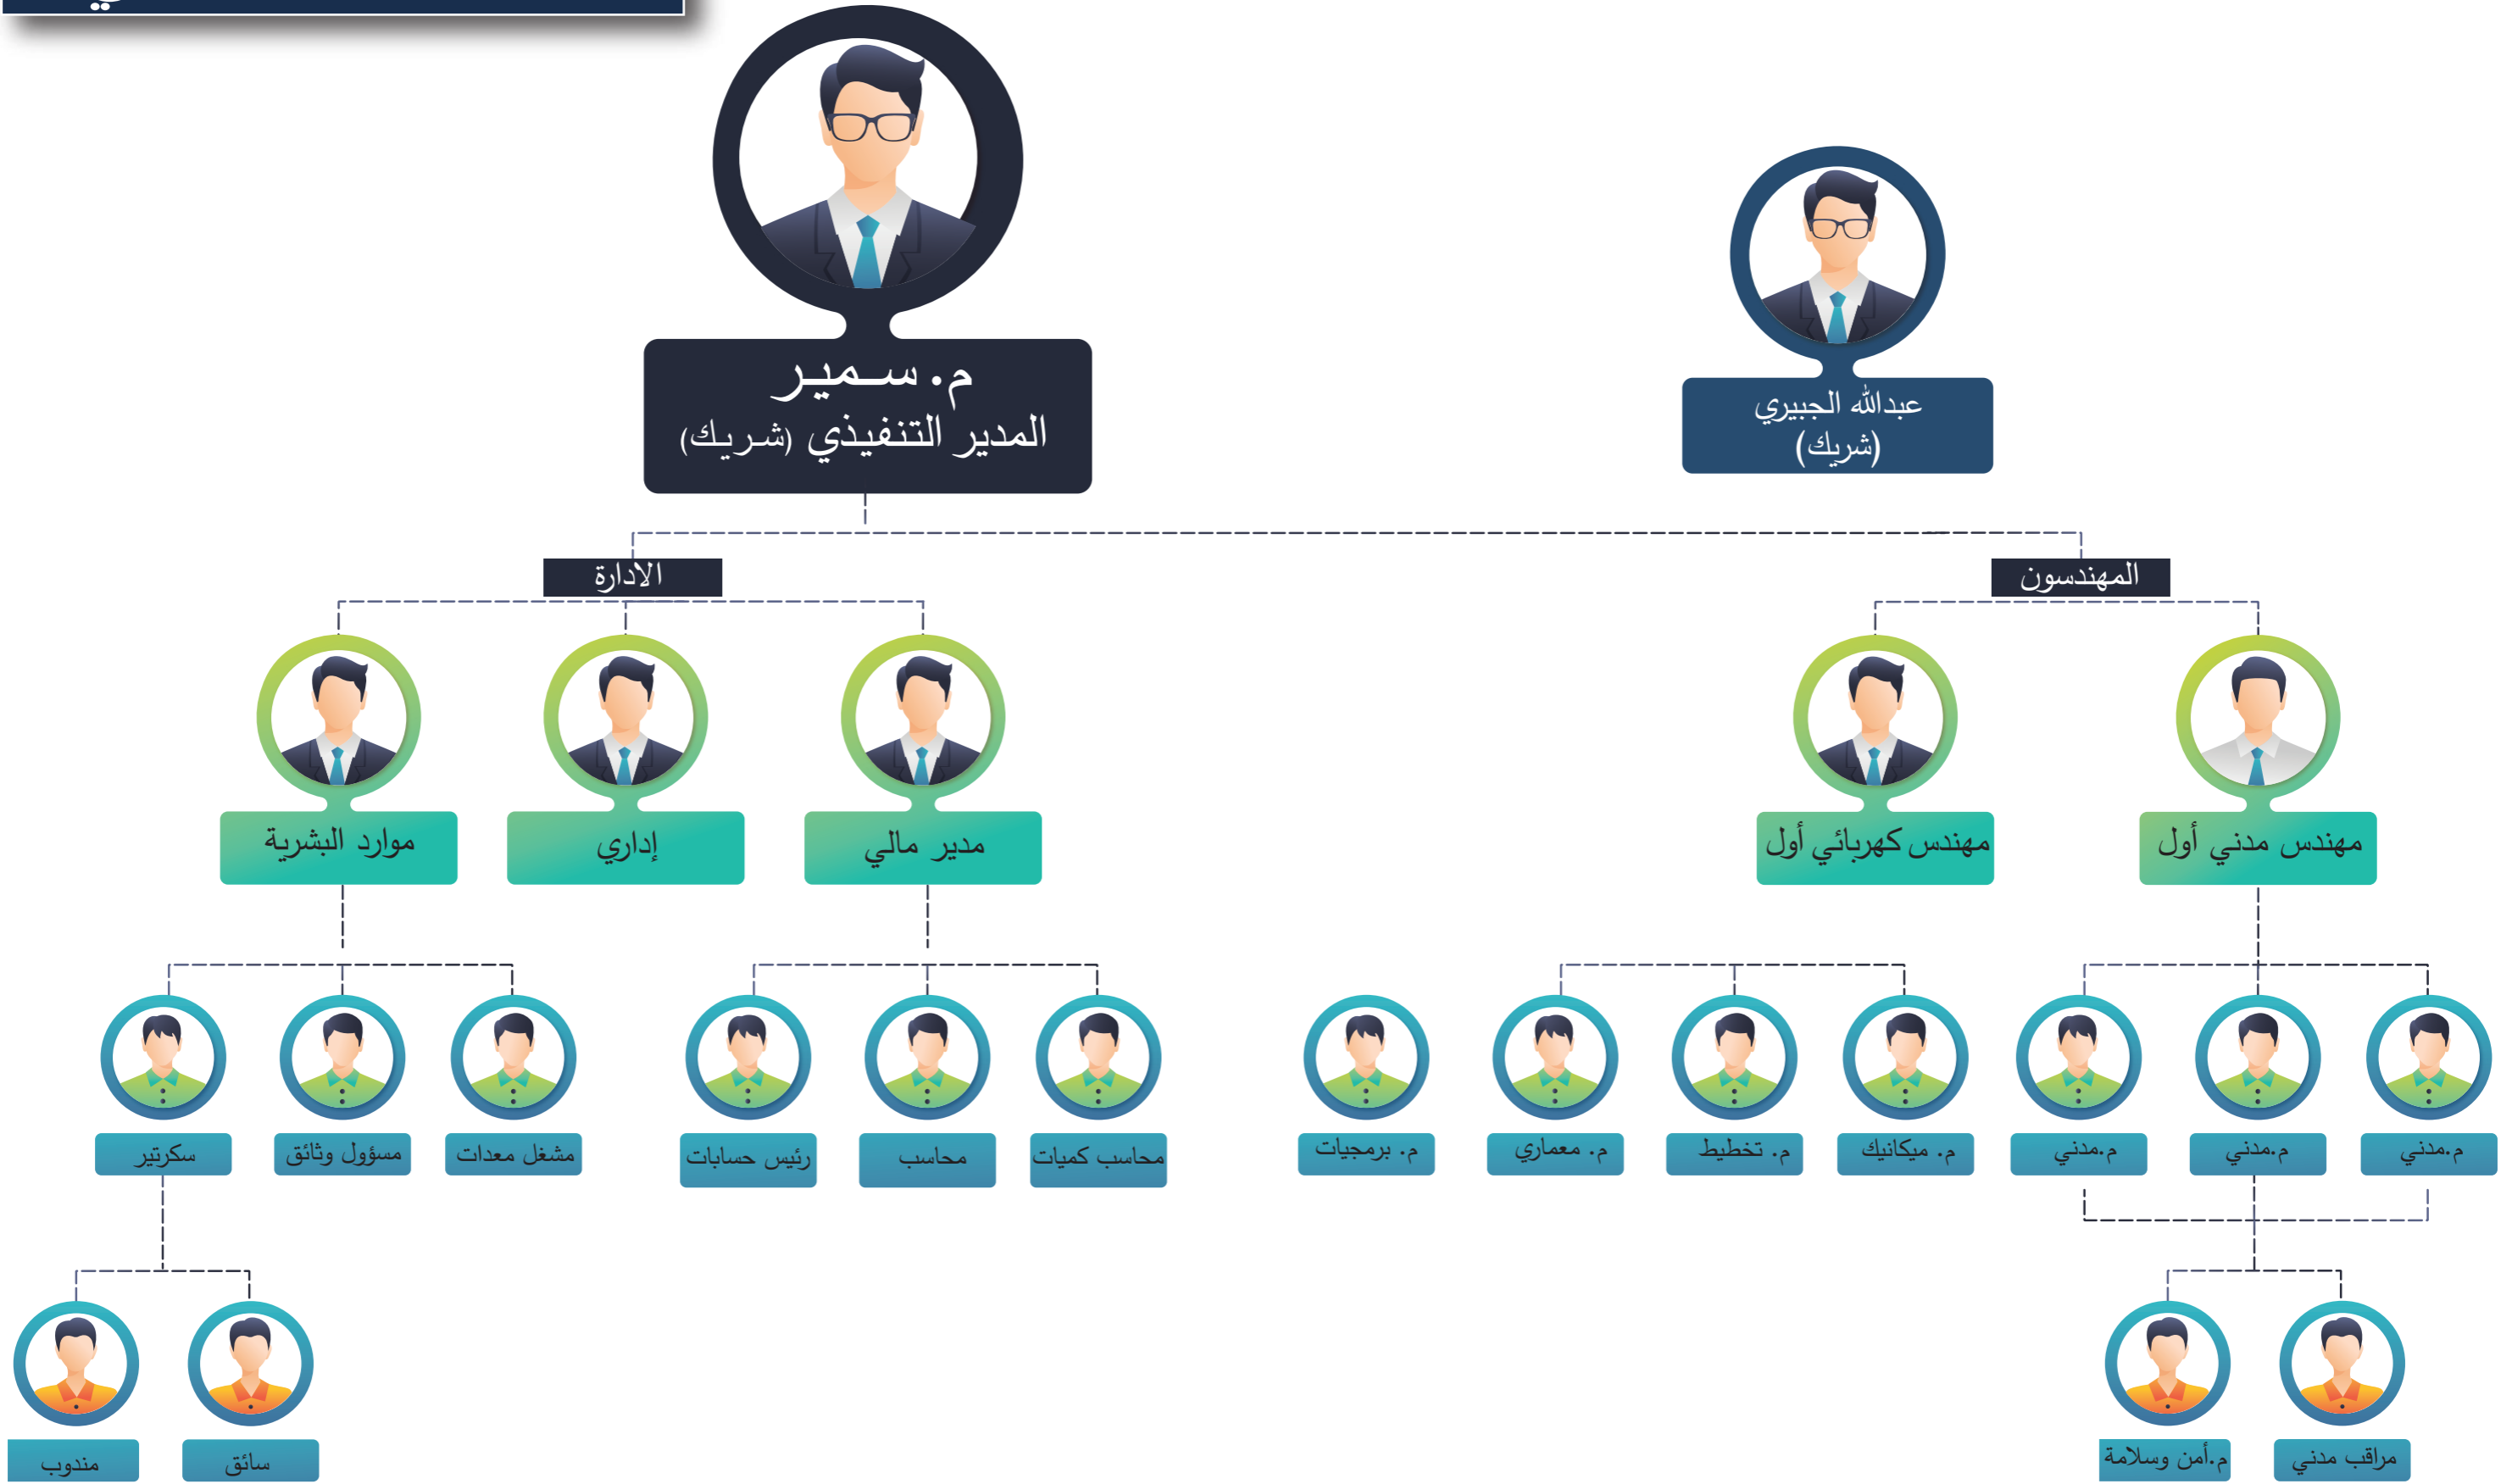 م. سمير
المدير التنفيذي (شريك)
عبدالله الجبيري
(شريك)
المهندسون
الادارة
مهندس مدني أول
مهندس كهربائي أول
مدير مالي
إداري
موارد البشرية
م.مدني
م.مدني
م.مدني
م. ميكانيك
م. تخطيط
م. معماري
م. برمجيات
محاسب كميات
محاسب
رئيس حسابات
مشغل معدات
مسؤول وثائق
سكرتير
مراقب مدني
م.أمن وسلامة
سائق
مندوب